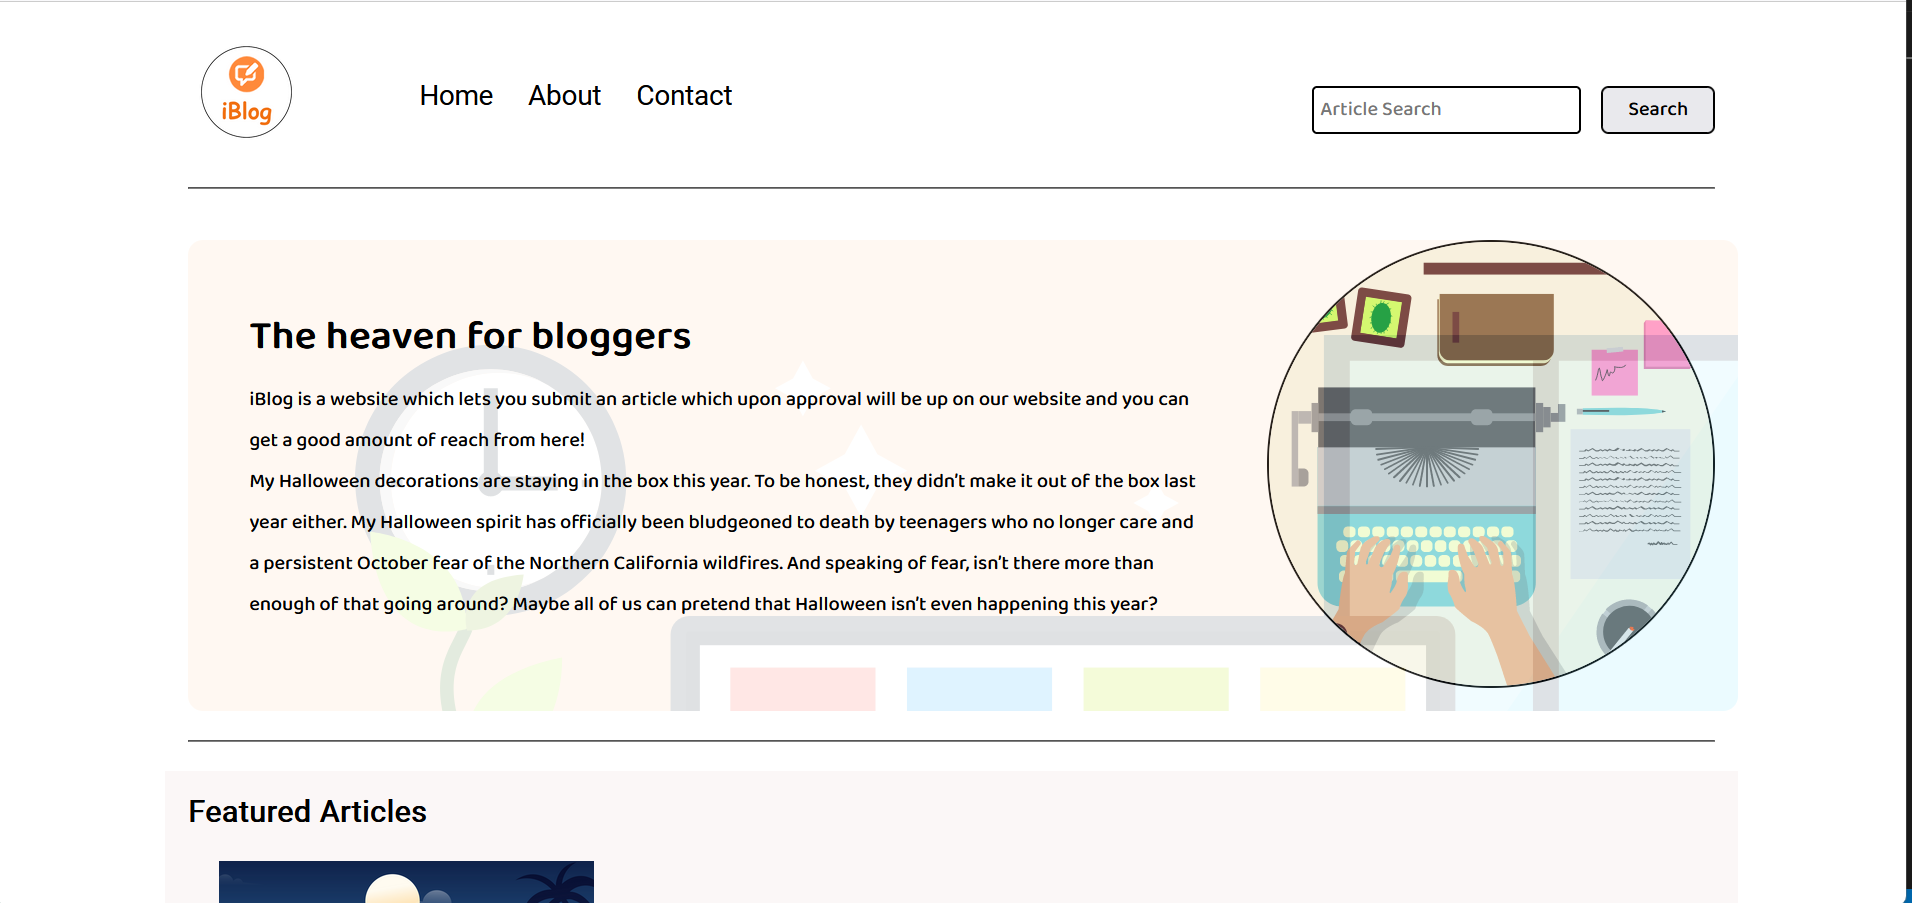 iBlog
Home About Contact
Article Search
Search
The heaven for bloggers
iBlog is a website which lets you submit an article which upon approval will be up on our website and you can
get a good amount of reach from here!
My Halloween decorations are staying in the box this year. To be honest, they didn’t make it out of the box last
year either. My Halloween spirit has officially been bludgeoned to death by teenagers who no longer care and
a persistent October fear of the Northern California wildfires. And speaking of fear, isn’t there more than
enough of that going around? Maybe all of us can pretend that Halloween isn’t even happening this year?
Featured Articles